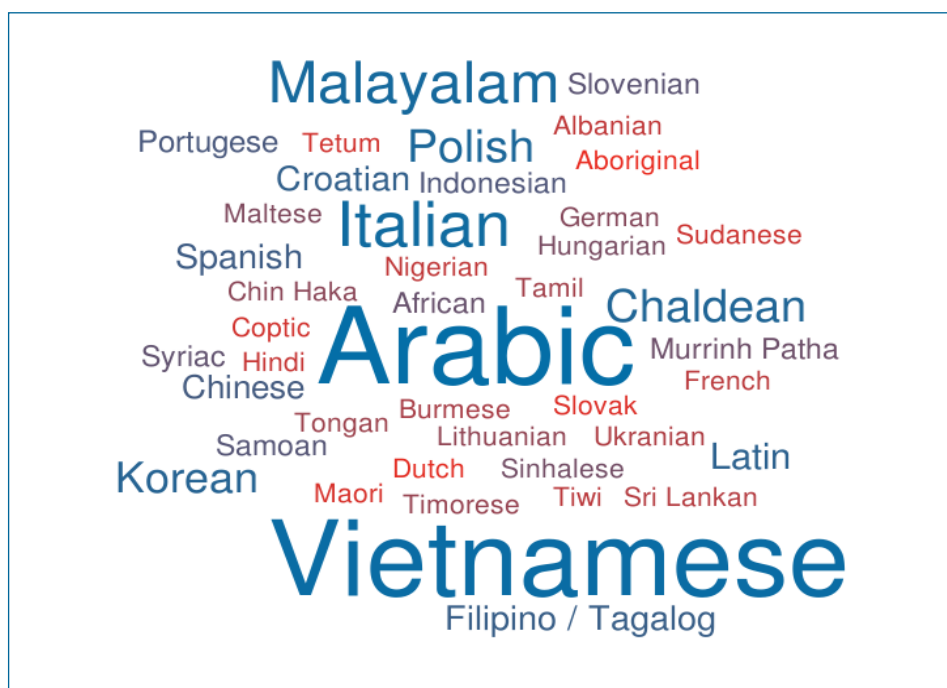 Malayalam Slovenian
Albanian
Portugese Tetum Polish Aboriginal
Croatian Indonesian
Maltese Italian German Sudanese
Spanish Hungarian
Nigerian
Chin Haka African Tamil Chaldean
Coptic Arabic
Syriac Hindi Murrinh Patha
Chinese French
Tongan Burmese Slovak
Samoan Lithuanian Ukranian Latin
Korean Dutch Sinhalese
Maori Timorese Tiwi Sri Lankan
Vietnamese
Filipino / Tagalog